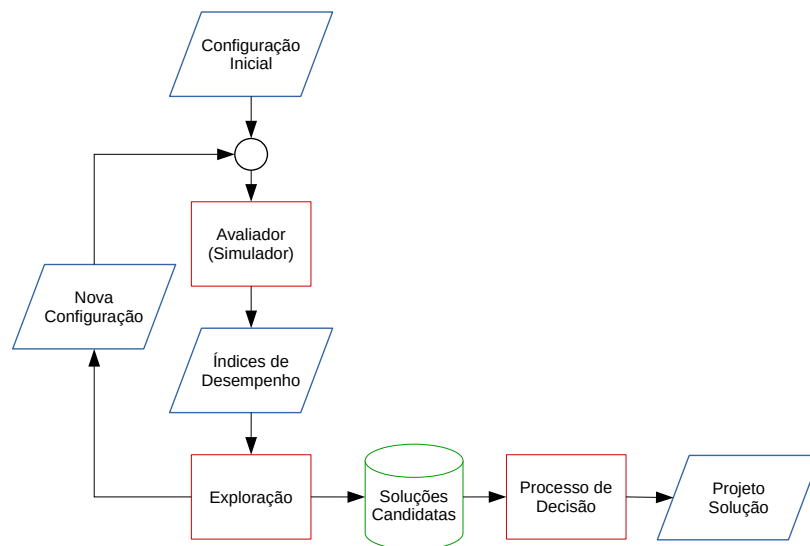 Configuração
Inicial
Avaliador
(Simulador)
Nova
Configuração
Índices de
Desempenho
Exploração
Soluções
Candidatas
Processo de
Decisão
Projeto
Solução